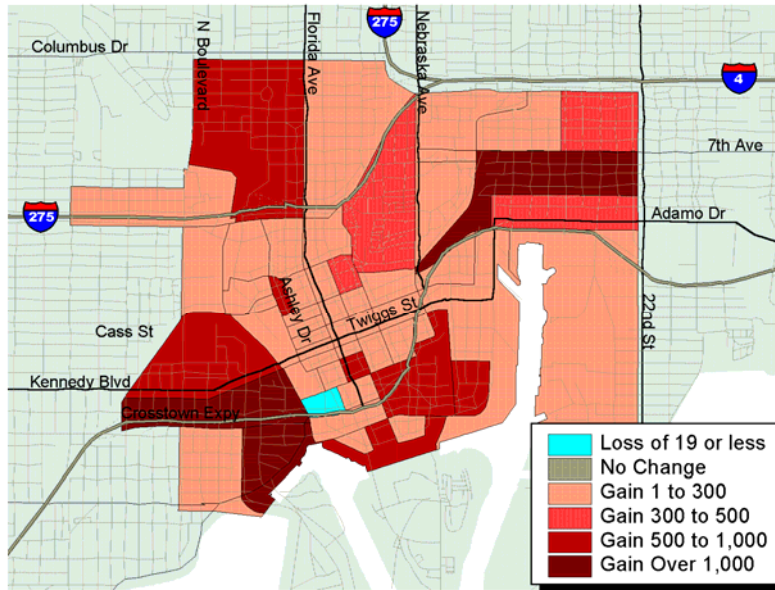 275
Columbus Dr
N Boulevard
Florida Ave
Nebraska Ave
4
7th Ave
275
Adamo Dr
Ashley Dr
Twiggs St
22nd St
Cass St
Kennedy Blvd
Crosstown Expy
Loss of 19 or less
No Change
Gain 1 to 300
Gain 300 to 500
Gain 500 to 1,000
Gain Over 1,000